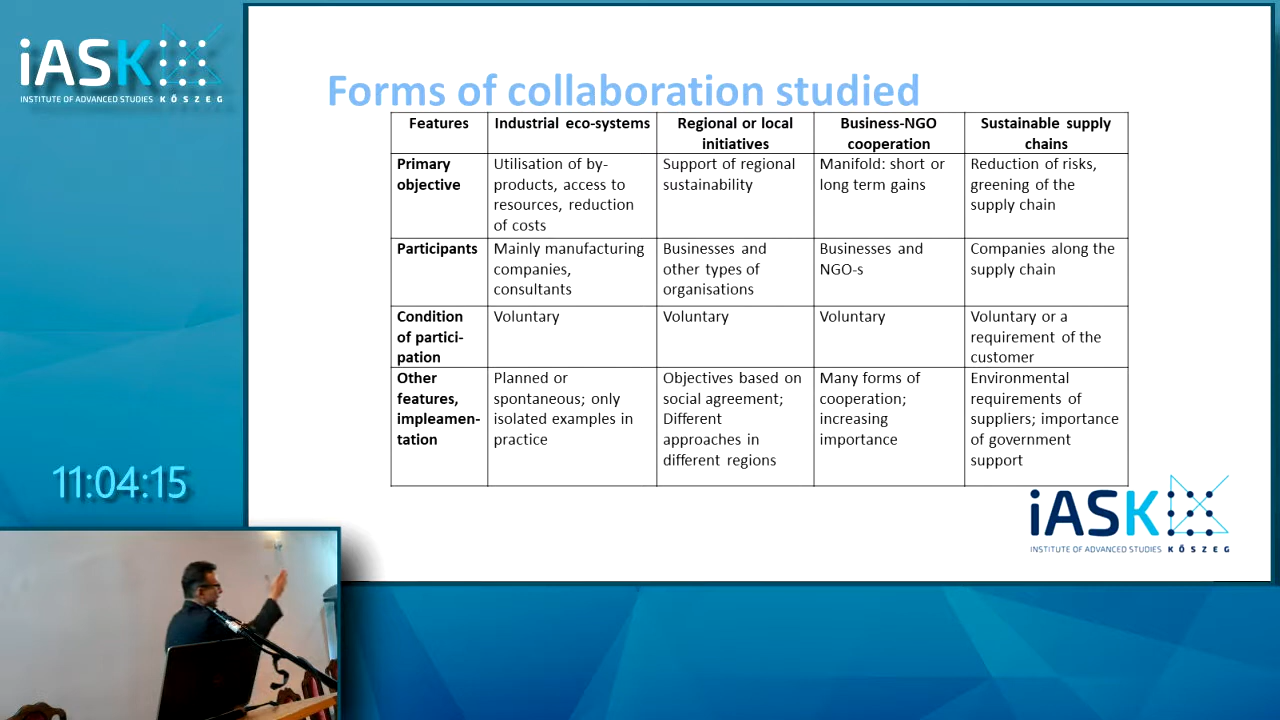 iASK
INSTITUTE OF ADVANCED STUDIES KŐSZEG
Forms of collaboration studied
Features
Industrial eco-systems
Regional or local
initiatives
Business-NGO
cooperation
Sustainable supply
chains
Primary
objective
Utilisation of by-
products, access to
resources, reduction
of costs
Support of regional
sustainability
Manifold: short or
long term gains
Reduction of risks,
greening of the
supply chain
Participants
Mainly manufacturing
companies,
consultants
Businesses and
other types of
organisations
Businesses and
NGO-s
Companies along the
supply chain
Condition
of partici-
pation
Voluntary
Voluntary
Voluntary
Voluntary or a
requirement of the
customer
Other
features,
impleamen-
tation
Planned or
spontaneous; only
isolated examples in
practice
Objectives based on
social agreement;
Different
approaches in
different regions
Many forms of
cooperation;
increasing
importance
Environmental
requirements of
suppliers; importance
of government
support
11:04:15
iASK
INSTITUTE OF ADVANCED STUDIES KŐSZEG